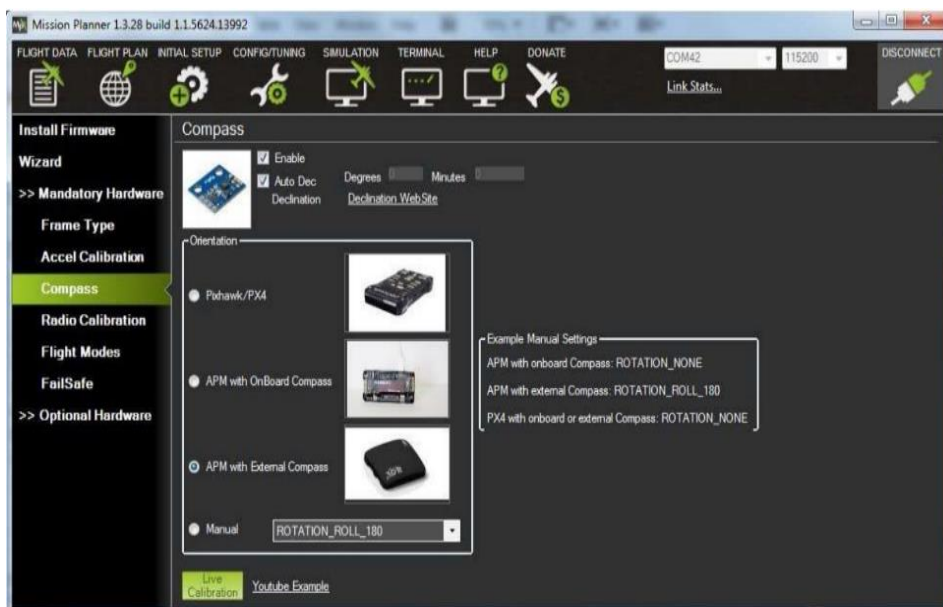 Mission Planner 1.3.28 build 1.1.5624.13992
FLIGHT DATA FLIGHT PLAN INITIAL SETUP CONFIG/TUNING SIMULATION TERMINAL HELP DONATE
COM42 115200 DISCONNECT
Link Stats...
Install Firmware
Wizard
>> Mandatory Hardware
Frame Type
Accel Calibration
Compass
Radio Calibration
Flight Modes
FailSafe
>> Optional Hardware
Compass
Enable
Auto Dec Degrees 0 Minutes 0
Declination Declination WebSite
Orientation
Pixhawk/PX4
APM with OnBoard Compass
APM with External Compass
Manual ROTATION_ROLL_180
Example Manual Settings
APM with onboard Compass: ROTATION_NONE
APM with external Compass: ROTATION_ROLL_180
PX4 with onboard or external Compass: ROTATION_NONE
Live
Calibration
Youtube Example